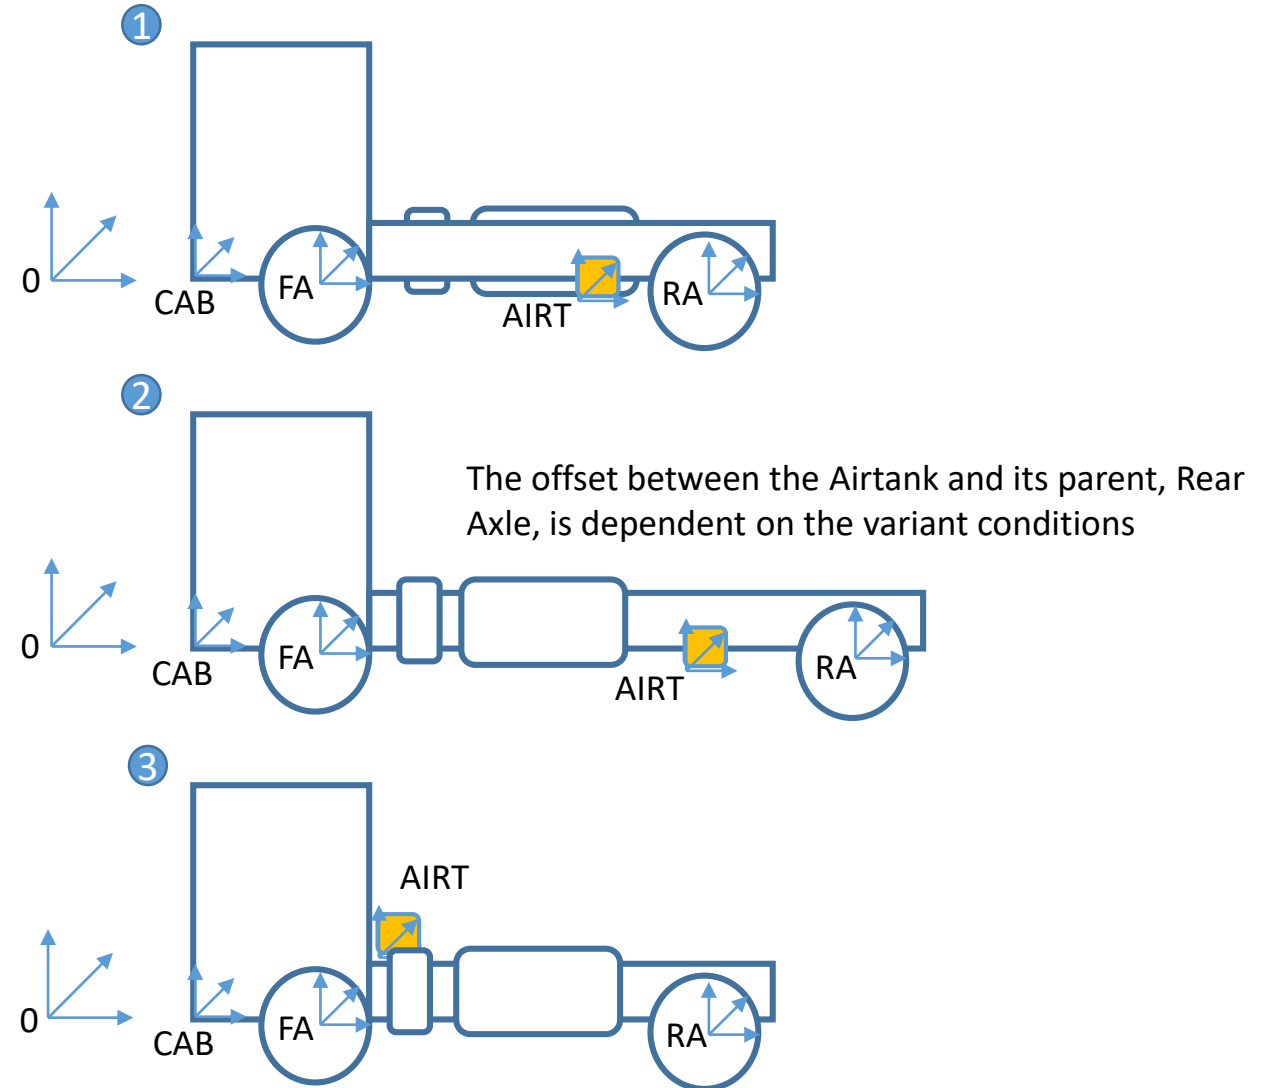 1
0
CAB
FA
AIRT
RA
2
The offset between the Airtank and its parent, Rear
Axle, is dependent on the variant conditions
0
CAB
FA
AIRT
RA
3
AIRT
0
CAB
FA
RA